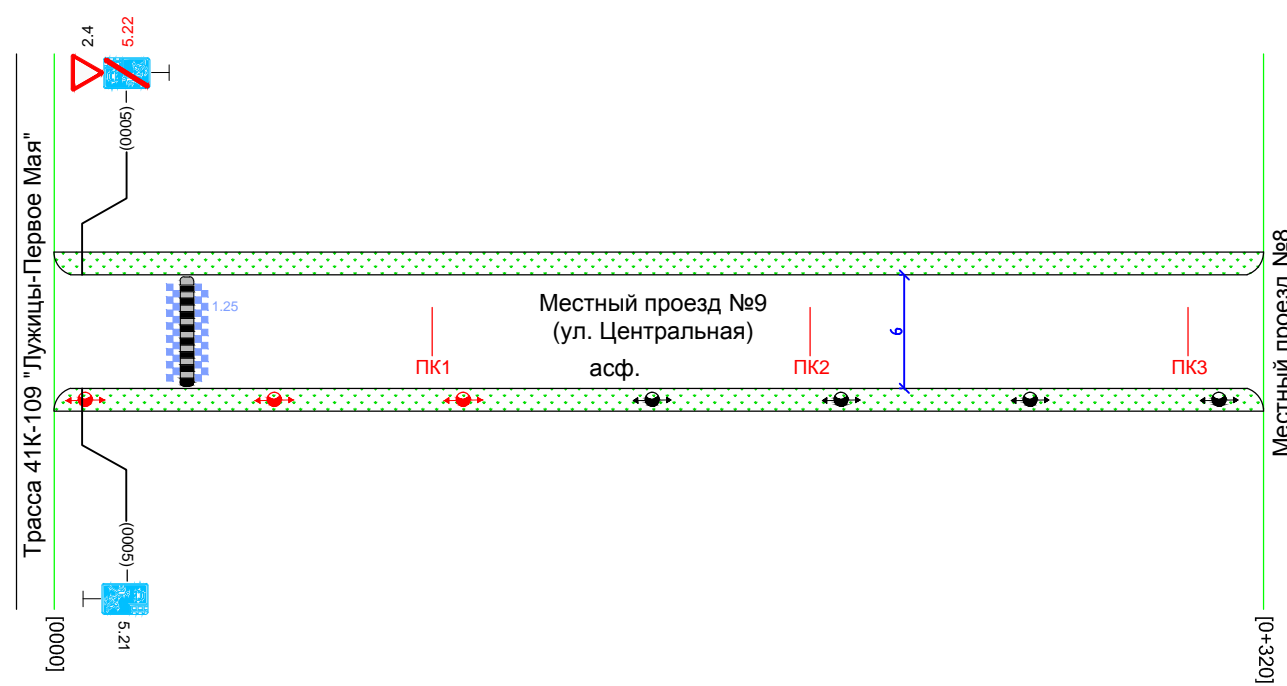 2.4
5.22
(0005)
Трасса 41К-109 "Лужицы-Первое Мая"
1.25
Местный проезд №9
(ул. Центральная)
асф.
6
ПК1
ПК2
ПК3
Местный проезд №8
(0005)
5.21
[0000]
[0+320]